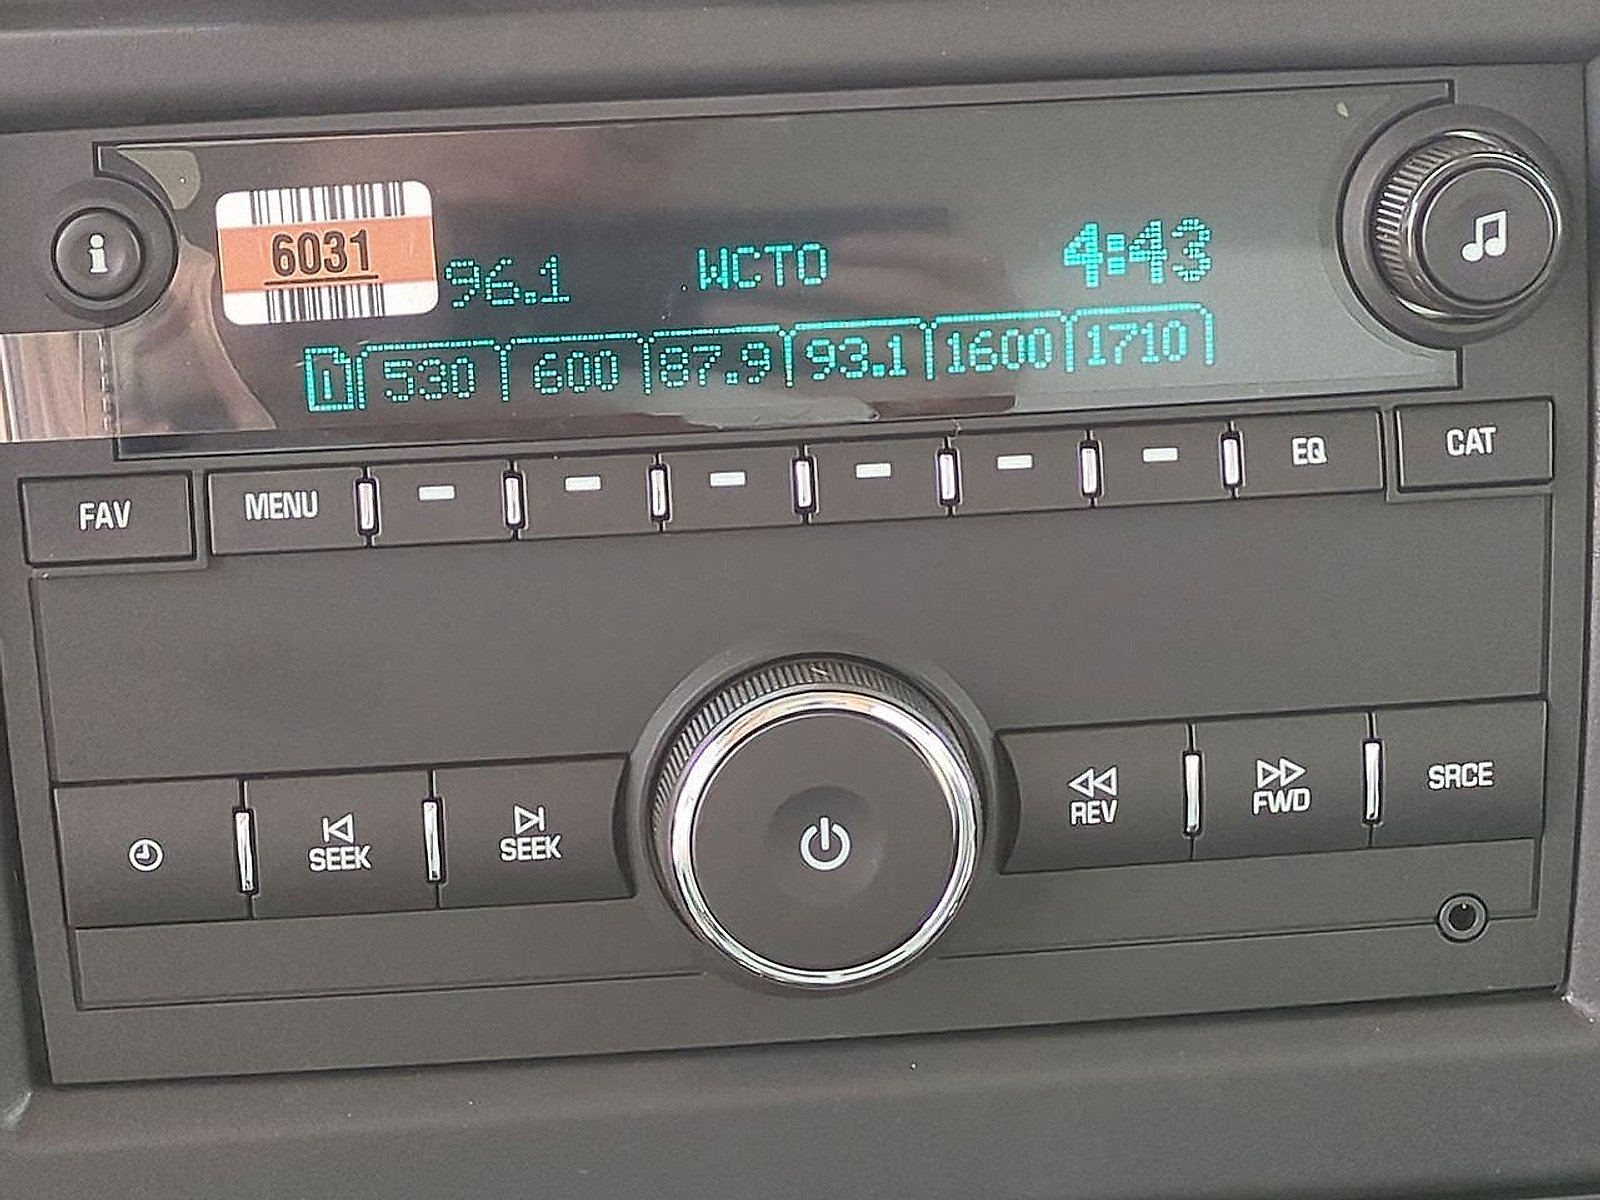 6031
96.1 WCTO 4:43
1 530 600 87.9 93.1 1600 1710
FAV MENU EQ CAT
SEEK SEEK REV FWD SRCE